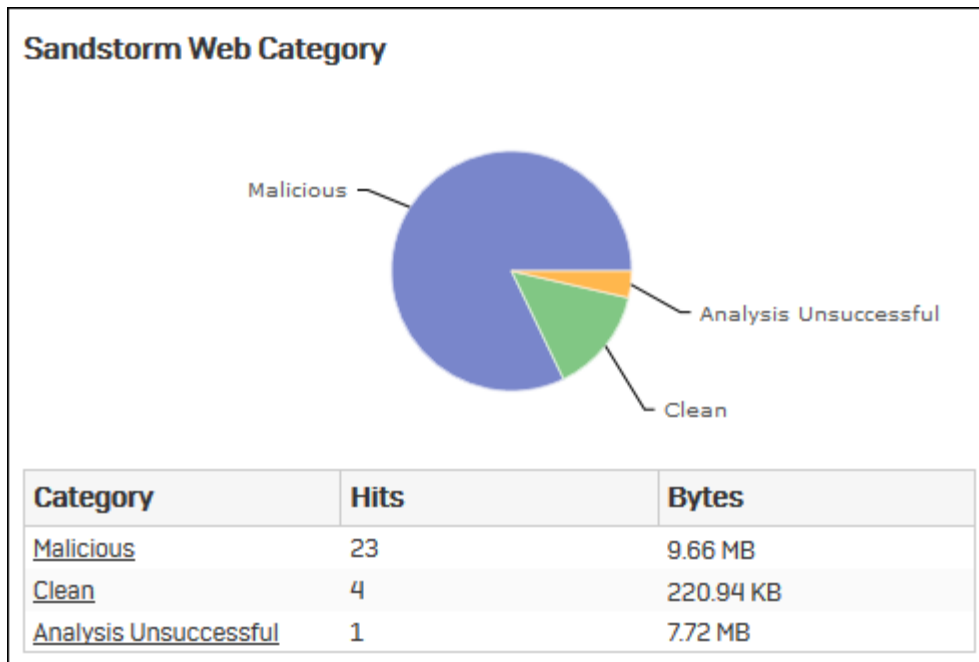 Sandstorm Web Category
Malicious
Analysis Unsuccessful
Clean
Category Hits Bytes
Malicious 23 9.66 MB
Clean 4 220.94 KB
Analysis Unsuccessful 1 7.72 MB